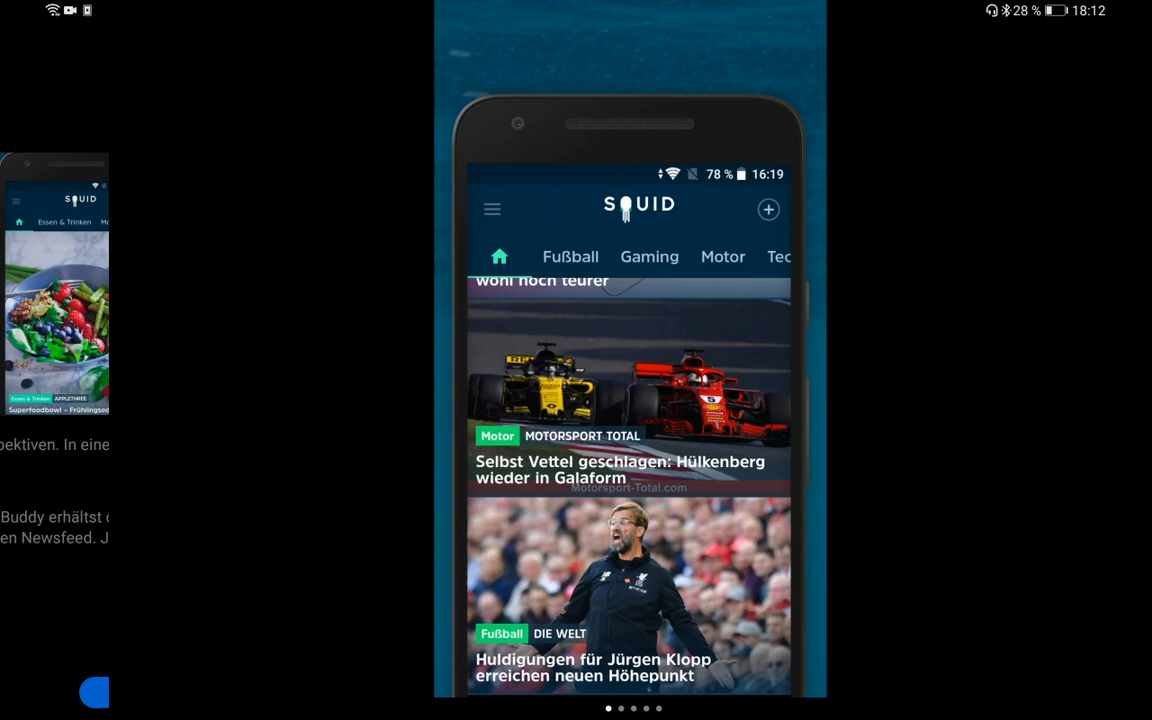 28 % 18:12
78 % 16:19
SQUID
Fußball Gaming Motor Tec
wohl noch teurer
Motor MOTORSPORT TOTAL
Selbst Vettel geschlagen: Hülkenberg
wieder in Galaform
Motorsport-Total.com
5
Fußball DIE WELT
Huldigungen für Jürgen Klopp
erreichen neuen Höhepunkt
SQUID
Essen & Trinken
Essen & Trinken APPLETHREE
Superfoodbowl – Frühlingsed
pektiven. In eine
Buddy erhältst
en Newsfeed. J